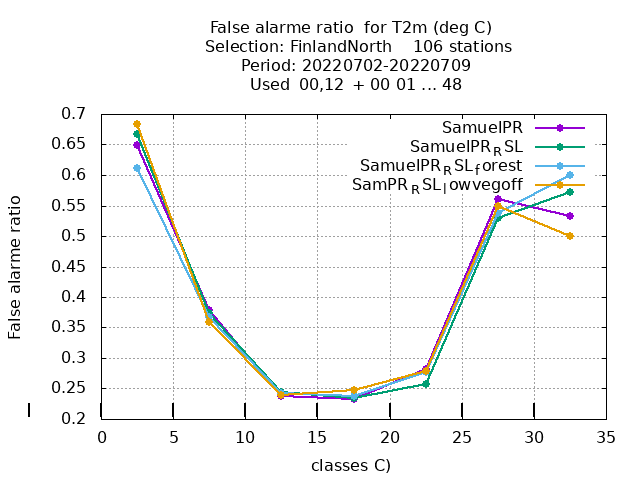 False alarme ratio  for T2m (deg C)
Selection: FinlandNorth    106 stations
Period: 20220702-20220709
Used  00,12  + 00 01 ... 48
SamuelPR
SamuelPR_RSL
SamuelPR_RSL_forest
SamPR_RSL_lowvegoff
0.7
0.65
0.6
0.55
0.5
0.45
0.4
0.35
0.3
0.25
0.2
False alarme ratio
0 5 10 15 20 25 30 35
classes C)